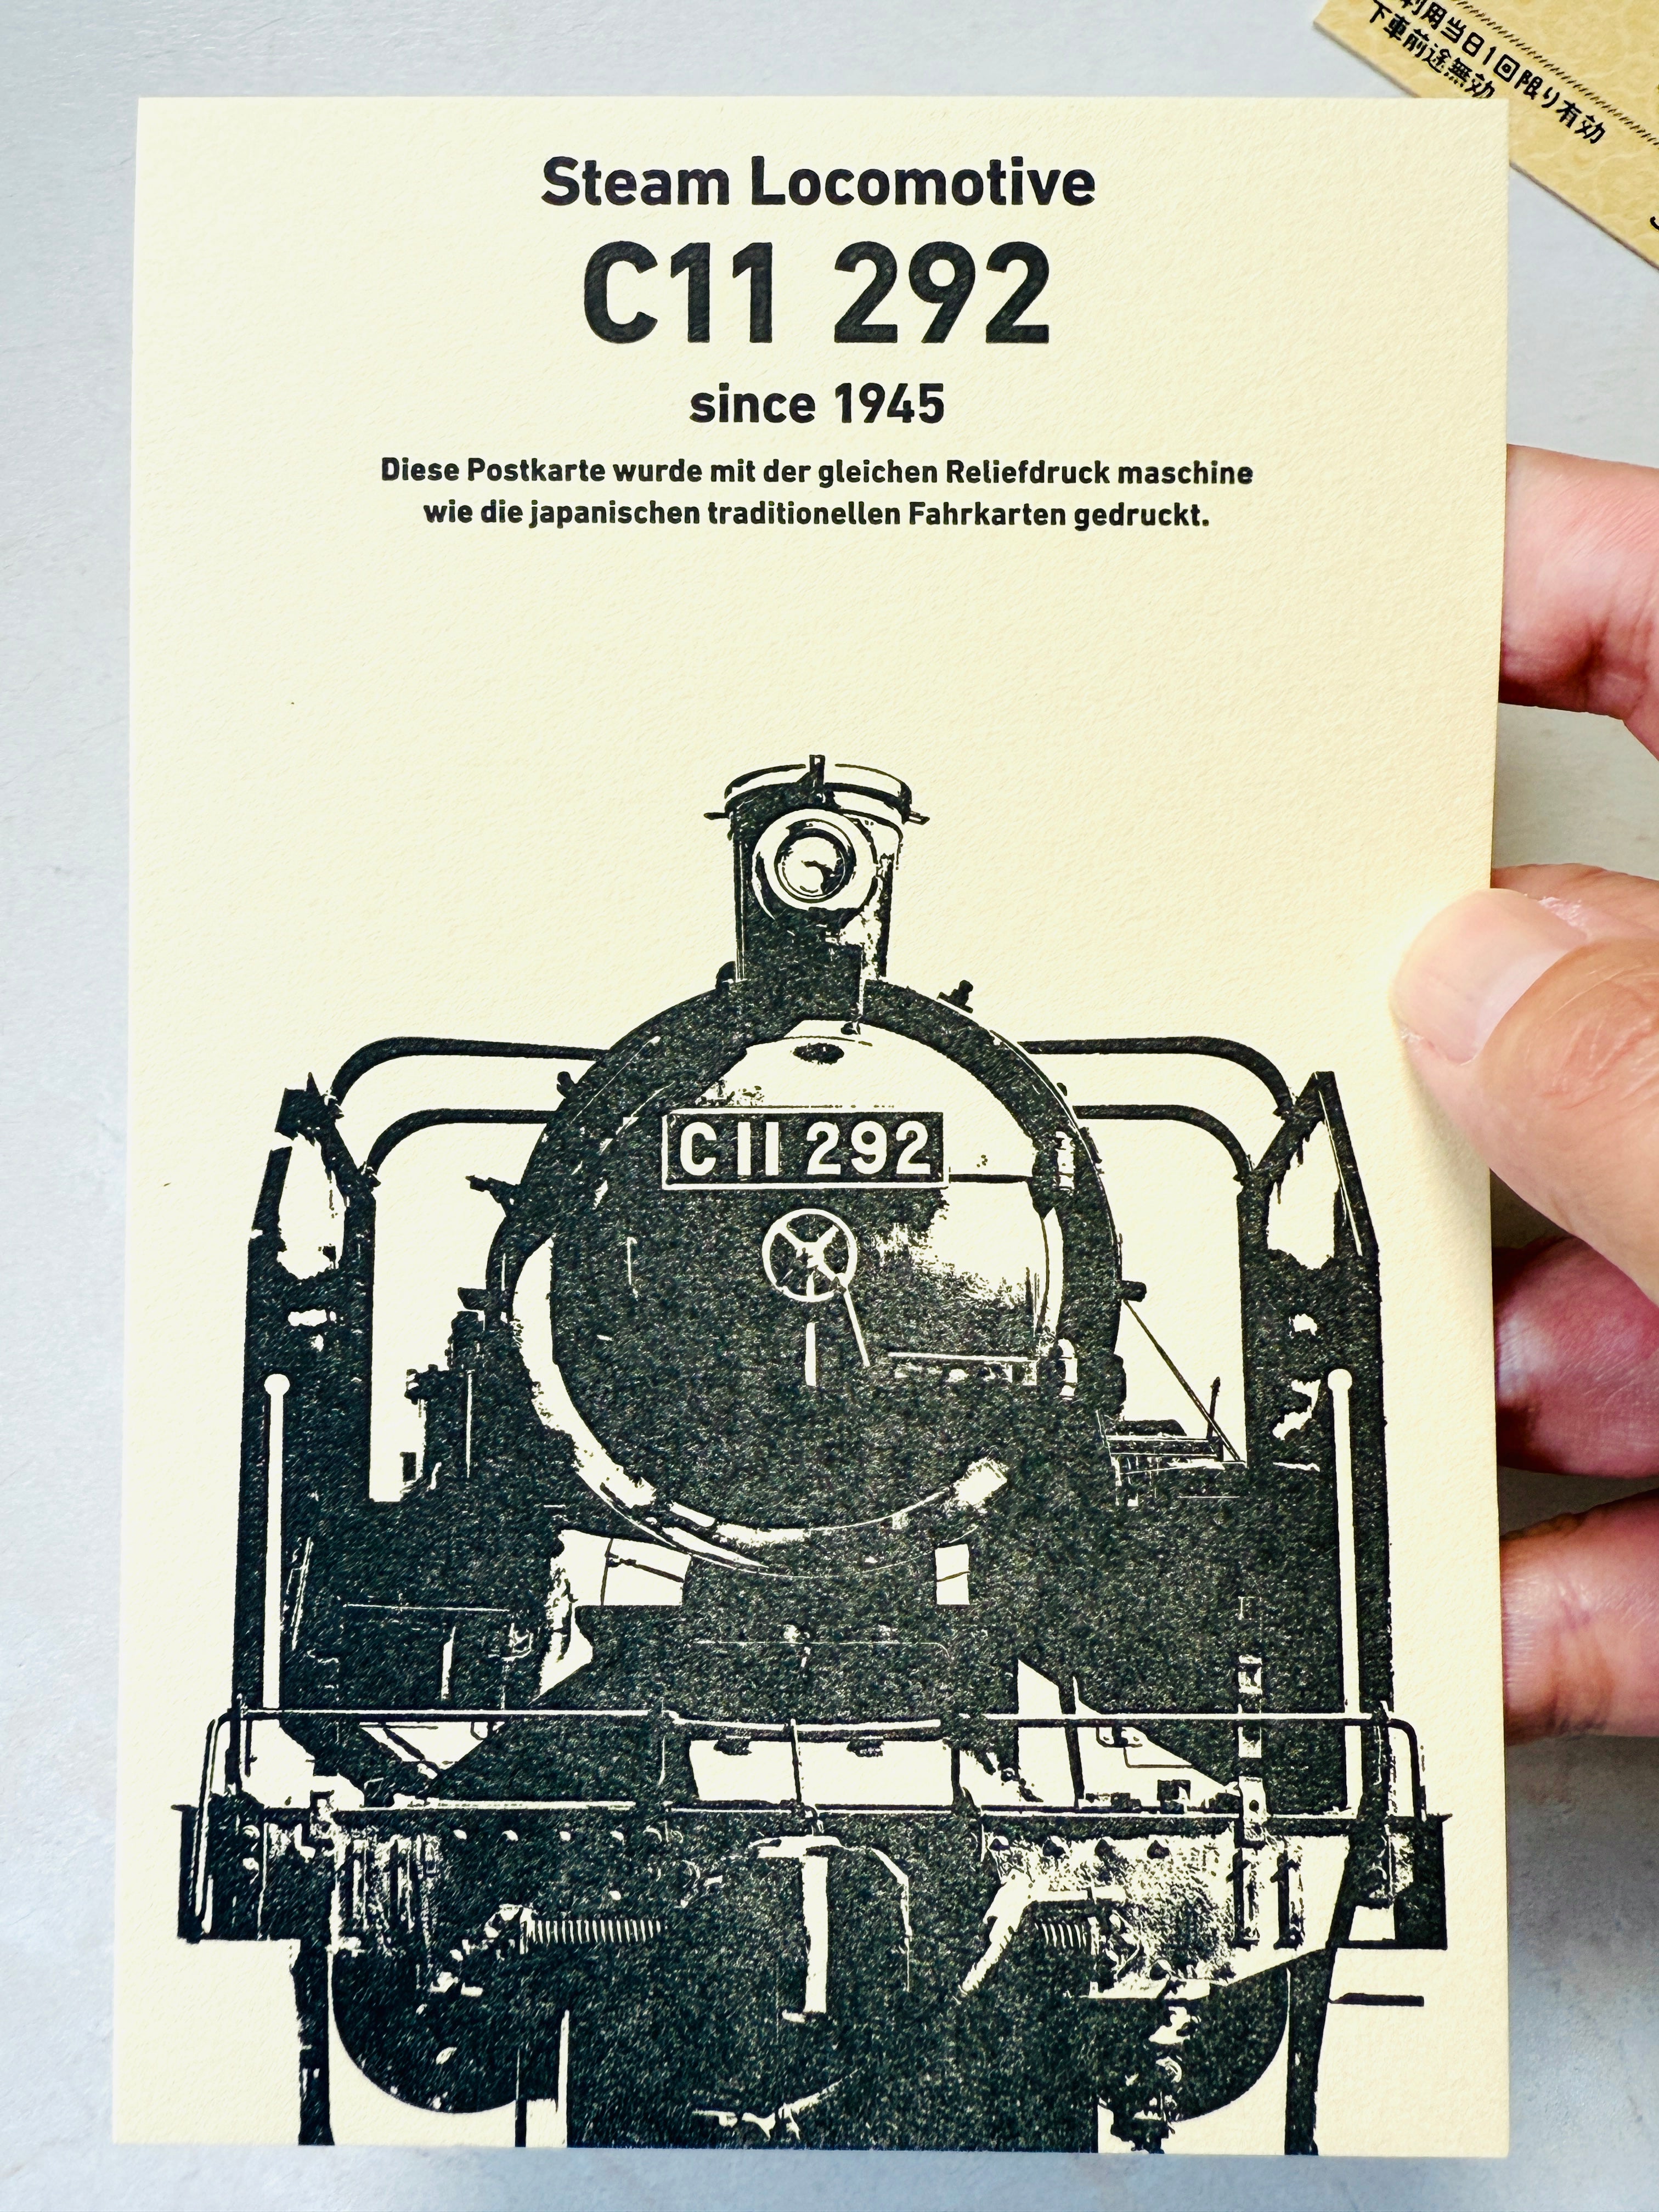 Steam Locomotive
C11 292
since 1945
Diese Postkarte wurde mit der gleichen Reliefdruck maschine
wie die japanischen traditionellen Fahrkarten gedruckt.
C11 292
利用当日1回限り有効
下車前途無効